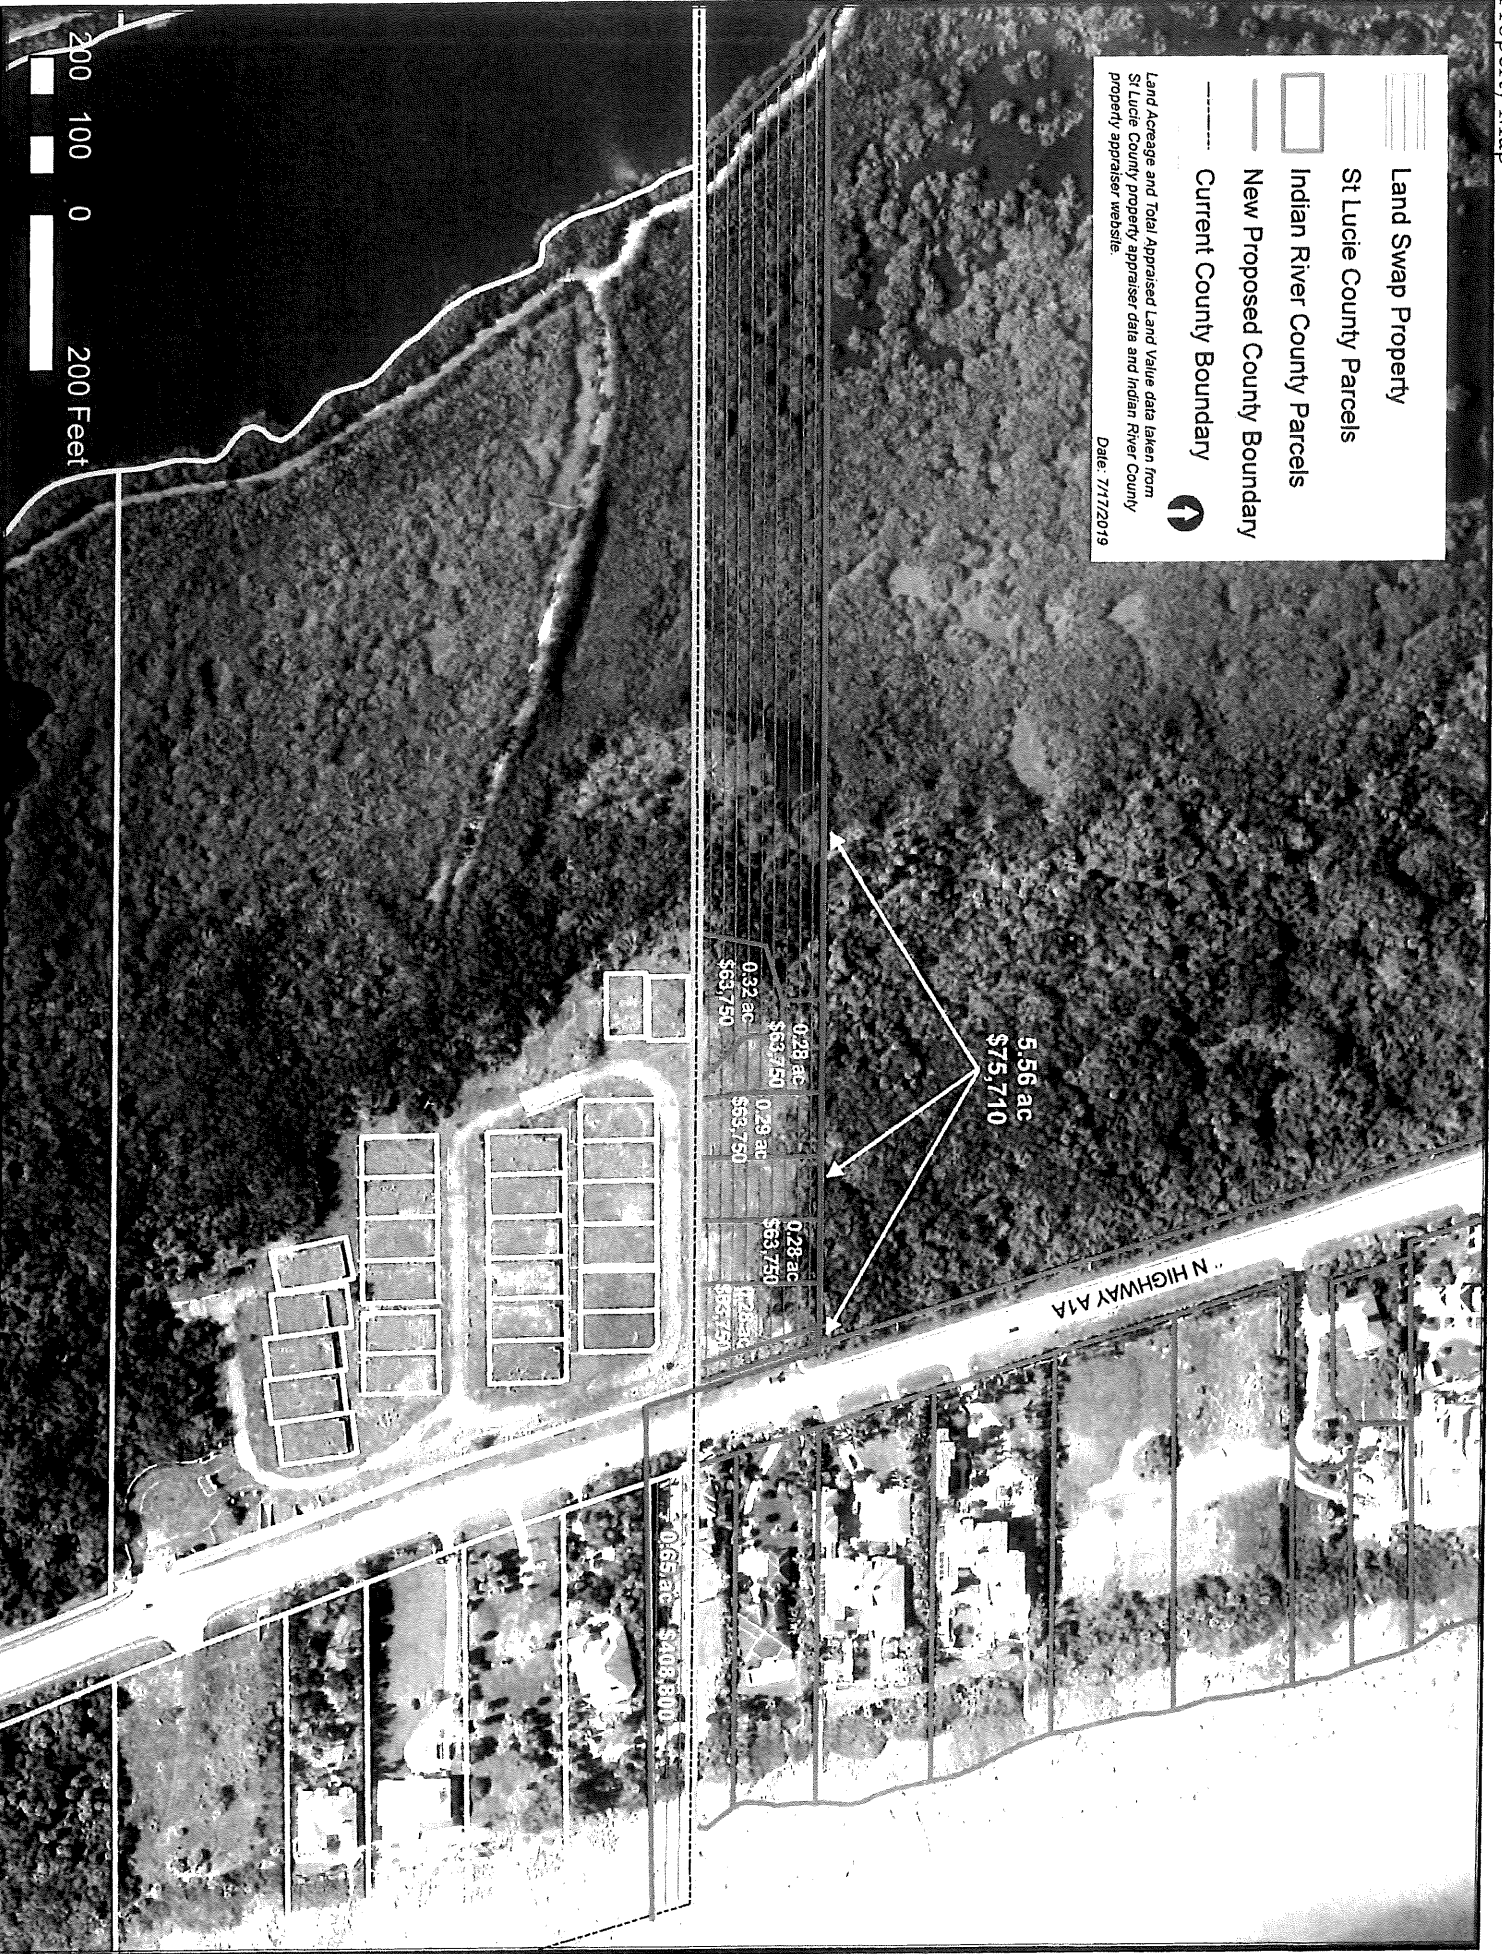 Land Swap Property
St Lucie County Parcels
Indian River County Parcels
New Proposed County Boundary
Current County Boundary
Land Acreage and Total Appraised Land Value data taken from
St Lucie County property appraiser data and Indian River County
property appraiser website.
Date: 7/17/2019
5.56 ac
$75,710
N HIGHWAY A1A
0.32 ac
$63,750
0.28 ac
$63,750
0.29 ac
$63,750
0.28 ac
$63,750
0.65 ac $408,800
200 100 0 200 Feet